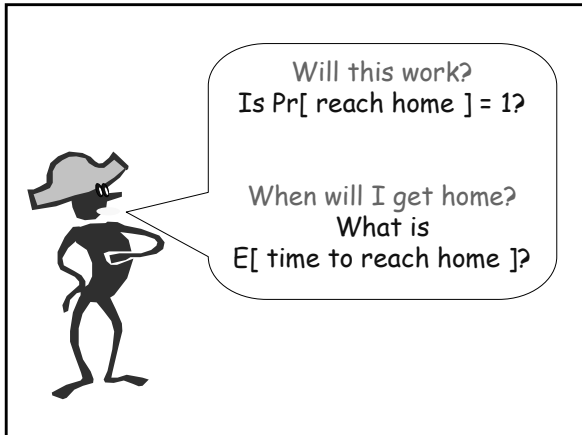 Will this work?
Is Pr[ reach home ] = 1?
When will I get home?
What is
E[ time to reach home ]?